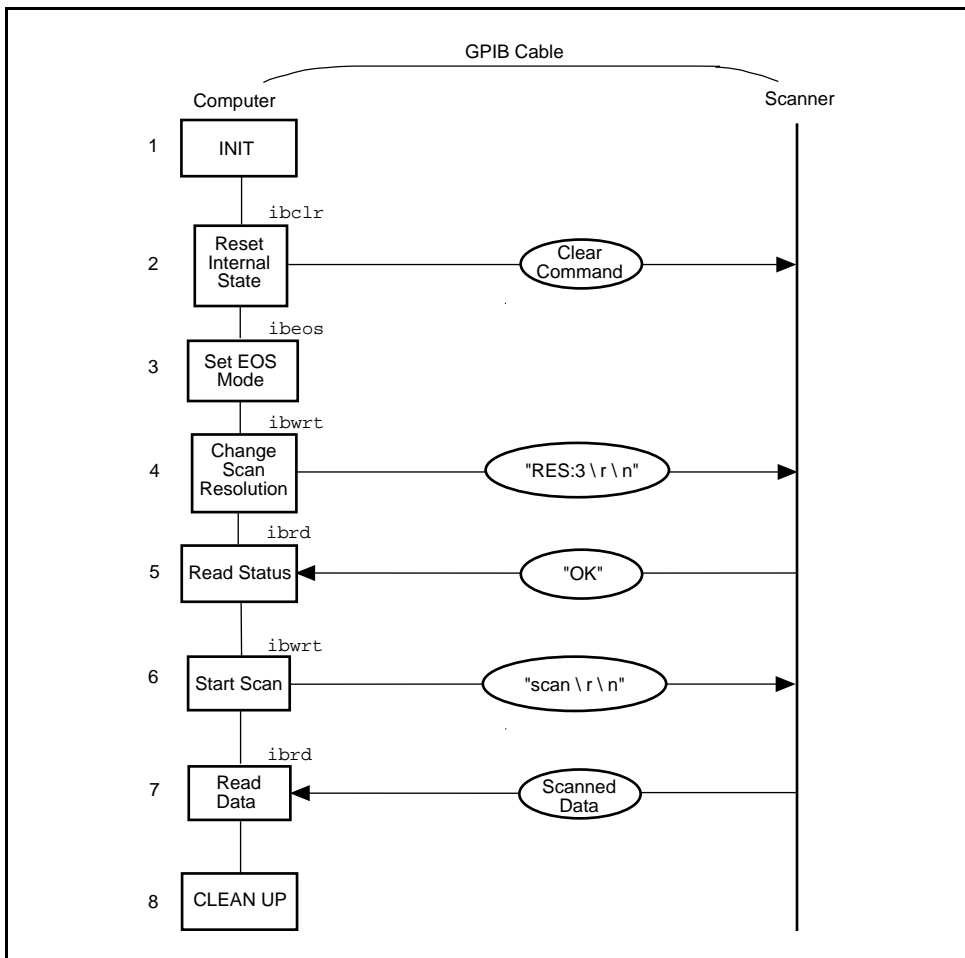 GPIB Cable
Computer
Scanner
1
INIT
ibclr
2
Reset
Internal
State
Clear
Command
ibeos
3
Set EOS
Mode
ibwrt
4
Change
Scan
Resolution
"RES:3 \ r \ n"
ibrd
5
Read Status
"OK"
ibwrt
6
Start Scan
"scan \ r \ n"
ibrd
7
Read
Data
Scanned
Data
8
CLEAN UP